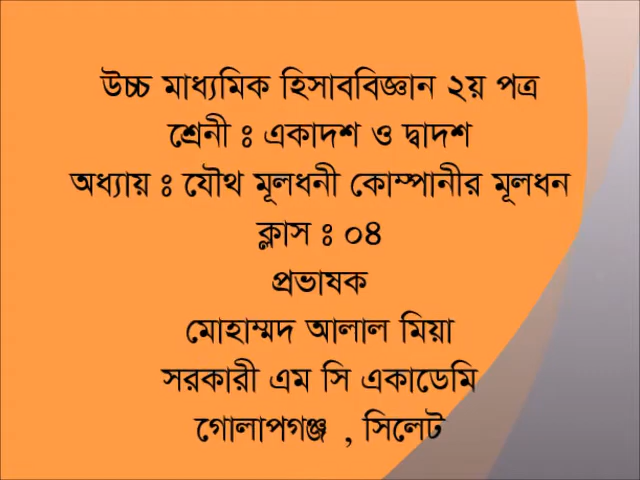 উচ্চ মাধ্যমিক হিসাববিজ্ঞান ২য় পত্র
শ্রেনী ঃ একাদশ ও দ্বাদশ
অধ্যায় ঃ যৌথ মূলধনী কোম্পানীর মূলধন
ক্লাস ঃ ০৪
প্রভাষক
মোহাম্মদ আলাল মিয়া
সরকারী এম সি একাডেমি
গোলাপগঞ্জ , সিলেট